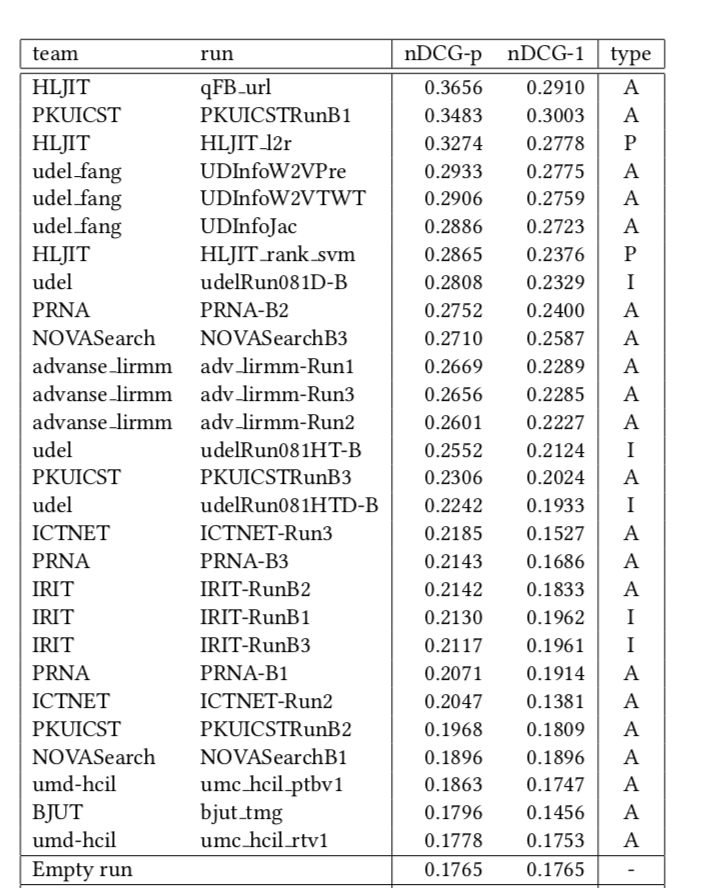 team run nDCG-p nDCG-1 type
HLJIT qFB_url 0.3656 0.2910 A
PKUICST PKUICSTRunB1 0.3483 0.3003 A
HLJIT HLJIT_l2r 0.3274 0.2778 P
udel_fang UDInfoW2VPre 0.2933 0.2775 A
udel_fang UDInfoW2VTWT 0.2906 0.2759 A
udel_fang UDInfoJac 0.2886 0.2723 A
HLJIT HLJIT_rank_svm 0.2865 0.2376 P
udel udelRun081D-B 0.2808 0.2329 I
PRNA PRNA-B2 0.2752 0.2400 A
NOVASearch NOVASearchB3 0.2710 0.2587 A
advanse_lirmm adv_lirmm-Run1 0.2669 0.2289 A
advanse_lirmm adv_lirmm-Run3 0.2656 0.2285 A
advanse_lirmm adv_lirmm-Run2 0.2601 0.2227 A
udel udelRun081HT-B 0.2552 0.2124 I
PKUICST PKUICSTRunB3 0.2306 0.2024 A
udel udelRun081HTD-B 0.2242 0.1933 I
ICTNET ICTNET-Run3 0.2185 0.1527 A
PRNA PRNA-B3 0.2143 0.1686 A
IRIT IRIT-RunB2 0.2142 0.1833 A
IRIT IRIT-RunB1 0.2130 0.1962 I
IRIT IRIT-RunB3 0.2117 0.1961 I
PRNA PRNA-B1 0.2071 0.1914 A
ICTNET ICTNET-Run2 0.2047 0.1381 A
PKUICST PKUICSTRunB2 0.1968 0.1809 A
NOVASearch NOVASearchB1 0.1896 0.1896 A
umd-hcil umc_hcil_ptbv1 0.1863 0.1747 A
BJUT bjut_tmg 0.1796 0.1456 A
umd-hcil umc_hcil_rtv1 0.1778 0.1753 A
Empty run 0.1765 0.1765 -